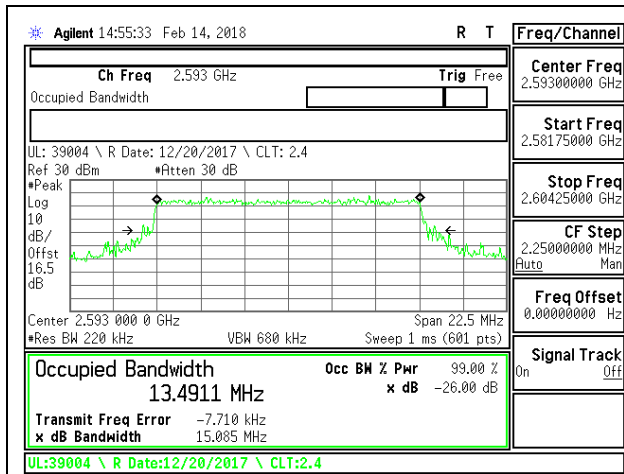 Agilent 14:55:33 Feb 14, 2018 R T
Freq/Channel
Ch Freq 2.593 GHz Trig Free
Occupied Bandwidth
Center Freq
2.59300000 GHz
Start Freq
2.58175000 GHz
UL: 39004 \ R Date: 12/20/2017 \ CLT: 2.4
Ref 30 dBm #Atten 30 dB
#Peak
Log
10
dB/
Offst
16.5
dB
Stop Freq
2.60425000 GHz
CF Step
2.25000000 MHz
Auto Man
Freq Offset
0.00000000 Hz
Center 2.593 000 0 GHz Span 22.5 MHz
#Res BW 220 kHz VBW 680 kHz Sweep 1 ms (601 pts)
Signal Track
On Off
Occupied Bandwidth Occ BW % Pwr 99.00 %
13.4911 MHz x dB -26.00 dB
Transmit Freq Error -7.710 kHz
x dB Bandwidth 15.085 MHz
UL:39004 \ R Date:12/20/2017 \ CLT:2.4